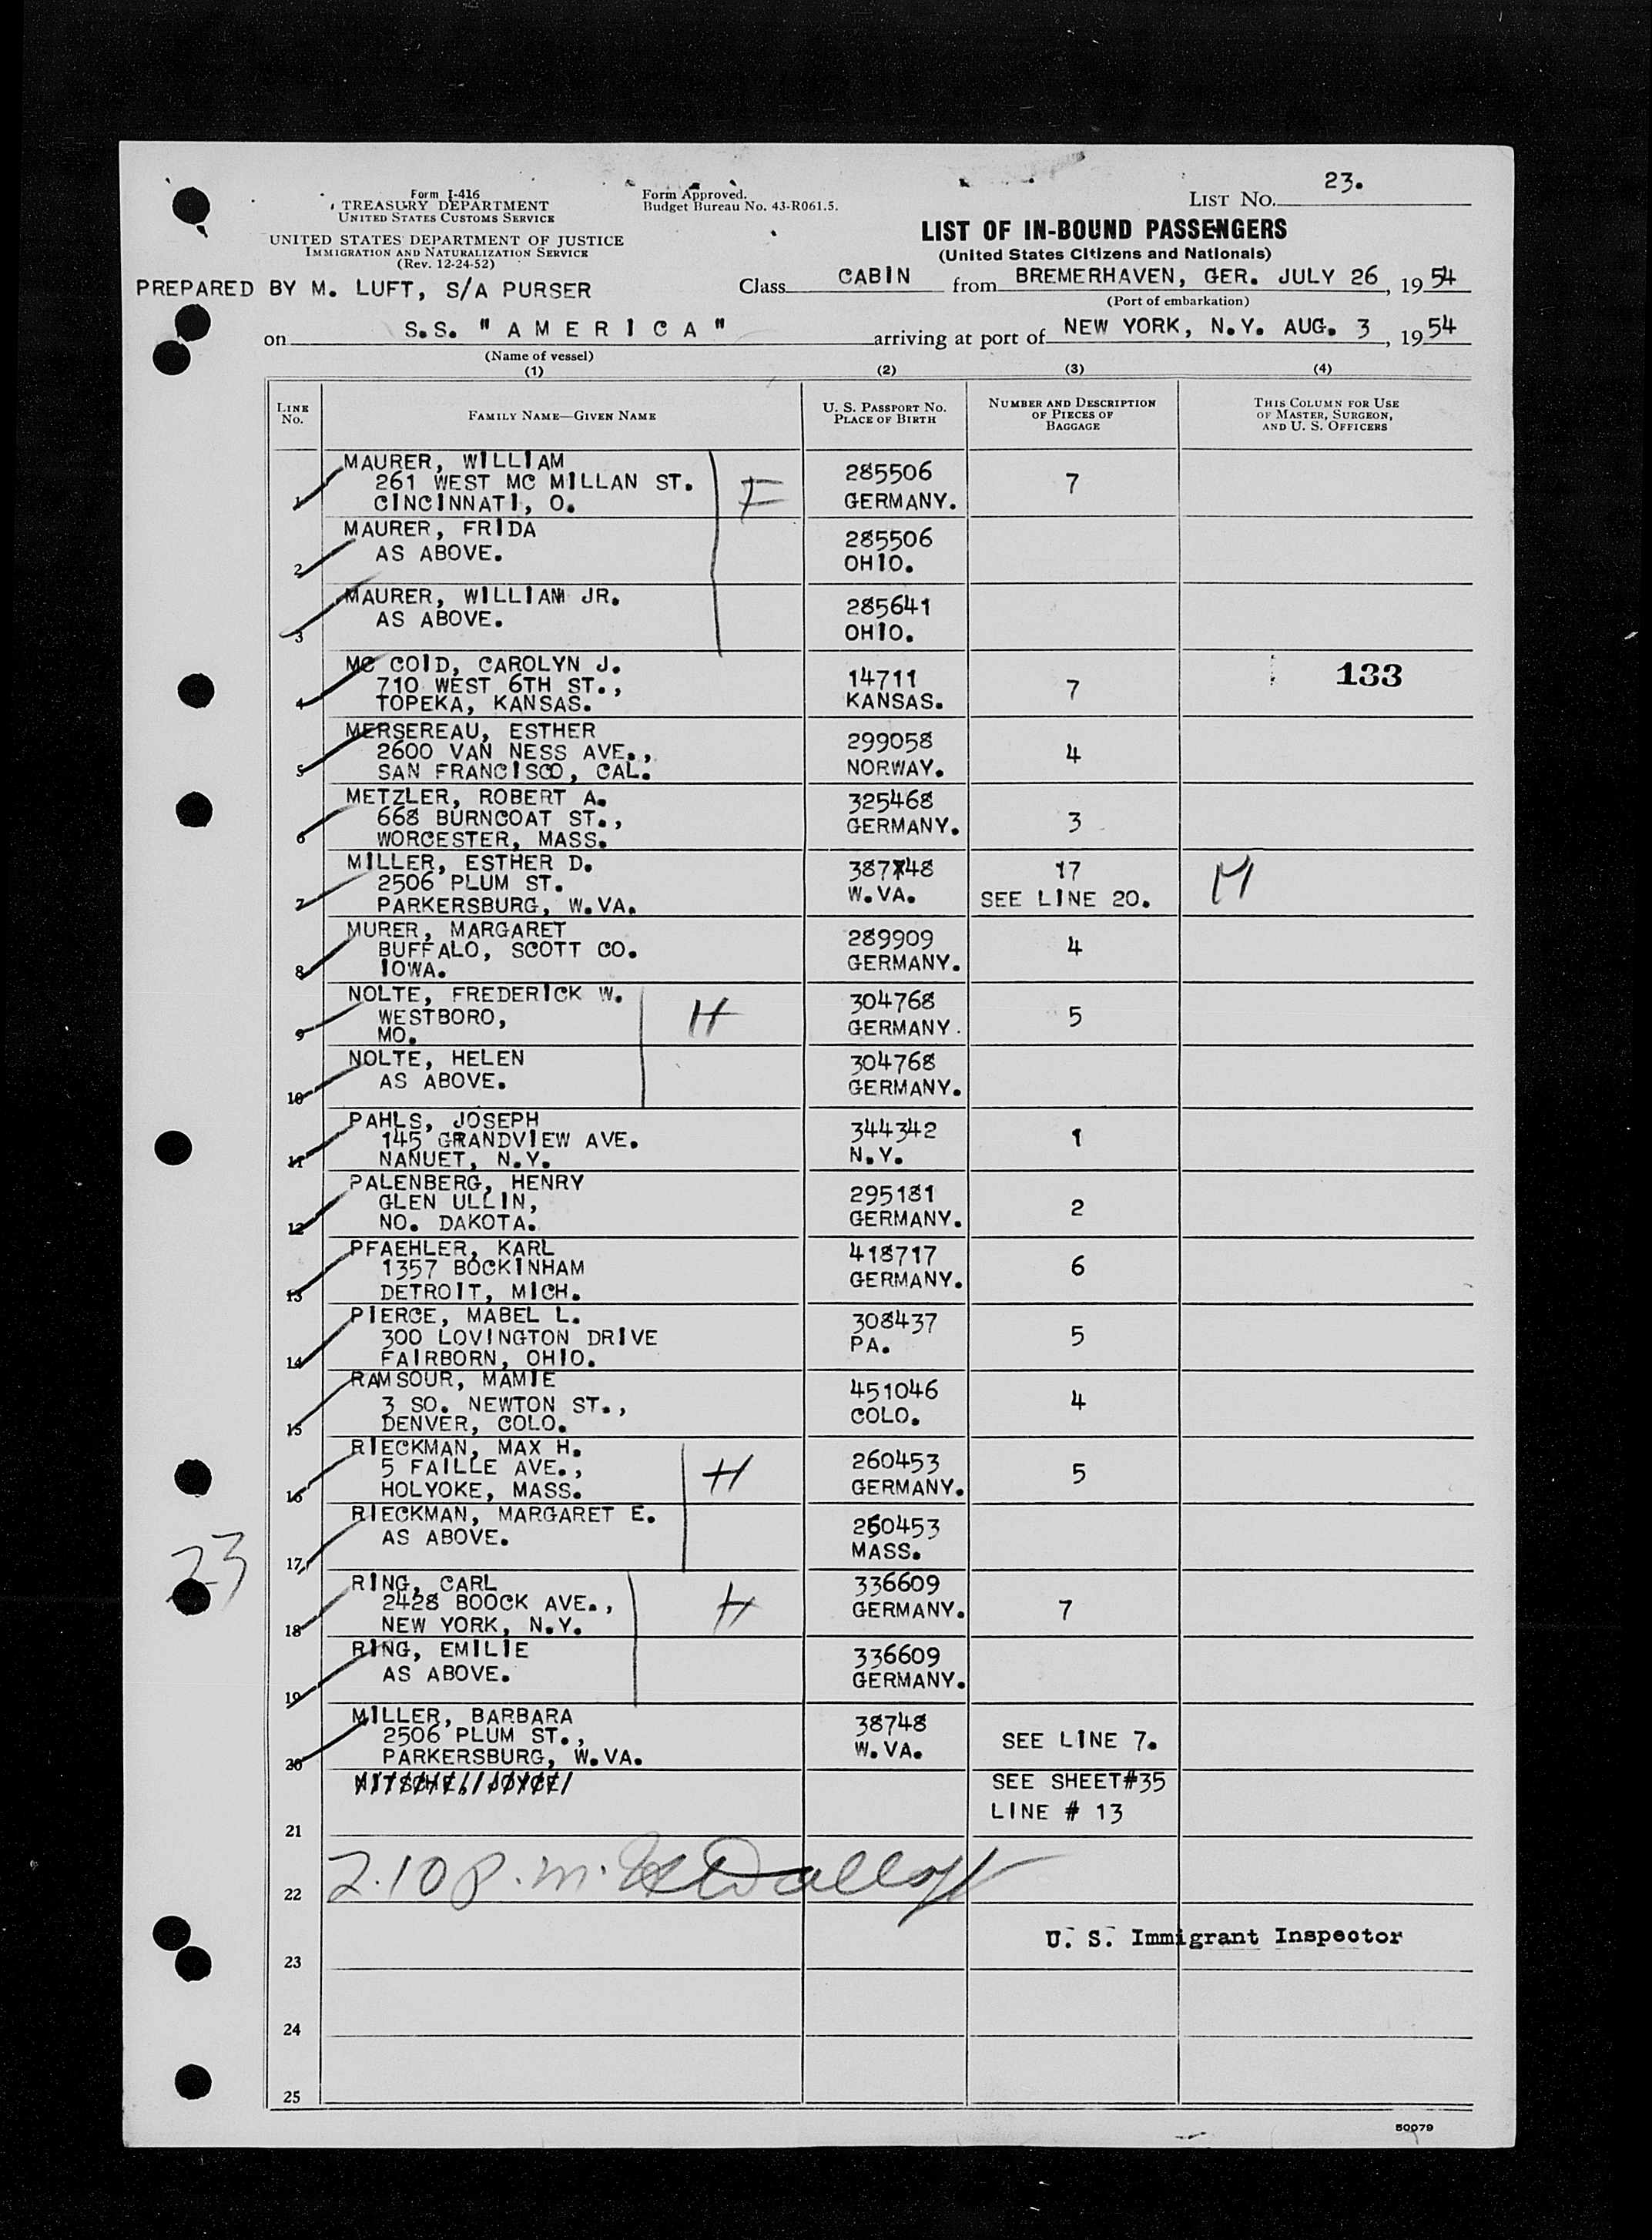 23.
Form I-416
TREASURY DEPARTMENT
UNITED STATES CUSTOMS SERVICE
Form Approved.
Budget Bureau No. 43-R061.5.
LIST NO.
UNITED STATES DEPARTMENT OF JUSTICE
IMMIGRATION AND NATURALIZATION SERVICE
(Rev. 12-24-52)
LIST OF IN-BOUND PASSENGERS
(United States Citizens and Nationals)
PREPARED BY M. LUFT, S/A PURSER
Class CABIN from BREMERHAVEN, GER. JULY 26, 1954
(Port of embarkation)
on S.S. " A M E R I C A " arriving at port of NEW YORK, N.Y. AUG. 3, 1954
(Name of vessel)
(1) (2) (3) (4)
LINE NO.
FAMILY NAME—GIVEN NAME
U. S. PASSPORT NO.
PLACE OF BIRTH
NUMBER AND DESCRIPTION
OF PIECES OF
BAGGAGE
THIS COLUMN FOR USE
OF MASTER, SURGEON,
AND U. S. OFFICERS
1 MAURER, WILLIAM
261 WEST MC MILLAN ST.
CINCINNATI, O.
F
285506
GERMANY.
7
2 MAURER, FRIDA
AS ABOVE.
285506
OHIO.
3 MAURER, WILLIAM JR.
AS ABOVE.
285641
OHIO.
4 MC COID, CAROLYN J.
710 WEST 6TH ST.,
TOPEKA, KANSAS.
14711
KANSAS.
7
133
5 MERSEREAU, ESTHER
2600 VAN NESS AVE.,
SAN FRANCISCO, CAL.
299058
NORWAY.
4
6 METZLER, ROBERT A.
668 BURNCOAT ST.,
WORCESTER, MASS.
325468
GERMANY.
3
7 MILLER, ESTHER D.
2506 PLUM ST.
PARKERSBURG, W.VA.
W.VA.
17
SEE LINE 20.
M
8 MURER, MARGARET
BUFFALO, SCOTT CO.
IOWA.
289909
GERMANY.
4
9 NOLTE, FREDERICK W.
WESTBORO,
MO.
H
304768
GERMANY.
5
10 NOLTE, HELEN
AS ABOVE.
304768
GERMANY.
11 PAHLS, JOSEPH
145 GRANDVIEW AVE.
NANUET, N.Y.
344342
N.Y.
1
12 PALENBERG, HENRY
GLEN ULLIN,
NO. DAKOTA.
295181
GERMANY.
2
13 PFAEHLER, KARL
1357 BOCKINHAM
DETROIT, MICH.
418717
GERMANY.
6
14 PIERCE, MABEL L.
300 LOVINGTON DRIVE
FAIRBORN, OHIO.
308437
PA.
5
15 RAMSOUR, MAMIE
3 SO. NEWTON ST.,
DENVER, COLO.
451046
COLO.
4
16 RIECKMAN, MAX H.
5 FAILLE AVE.,
HOLYOKE, MASS.
H
260453
GERMANY.
5
17 RIECKMAN, MARGARET E.
AS ABOVE.
260453
MASS.
23
18 RING, CARL
2428 BOOCK AVE.,
NEW YORK, N.Y.
H
336609
GERMANY.
7
19 RING, EMILIE
AS ABOVE.
336609
GERMANY.
20 MILLER, BARBARA
2506 PLUM ST.,
PARKERSBURG, W.VA.
38748
W.VA.
SEE LINE 7.
SEE SHEET#35
LINE # 13
21
22 2.10 p.m.
U. S. Immigrant Inspector
23
24
25
50079